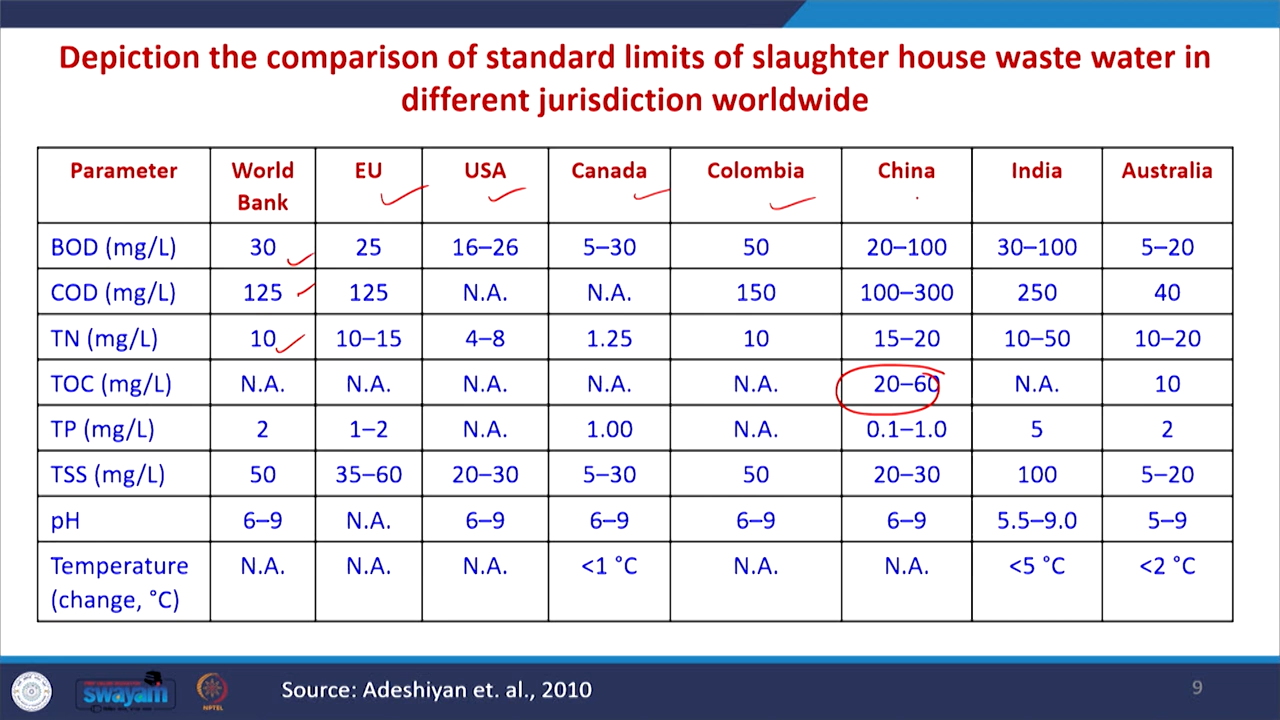 Depiction the comparison of standard limits of slaughter house waste water in
different jurisdiction worldwide
Parameter World Bank EU USA Canada Colombia China India Australia
BOD (mg/L) 30 25 16–26 5–30 50 20–100 30–100 5–20
COD (mg/L) 125 125 N.A. N.A. 150 100–300 250 40
TN (mg/L) 10 10–15 4–8 1.25 10 15–20 10–50 10–20
TOC (mg/L) N.A. N.A. N.A. N.A. N.A. 20–60 N.A. 10
TP (mg/L) 2 1–2 N.A. 1.00 N.A. 0.1–1.0 5 2
TSS (mg/L) 50 35–60 20–30 5–30 50 20–30 100 5–20
pH 6–9 N.A. 6–9 6–9 6–9 6–9 5.5–9.0 5–9
Temperature (change, °C) N.A. N.A. N.A. <1 °C N.A. N.A. <5 °C <2 °C
swayam
NPTEL
Source: Adeshiyan et. al., 2010
9